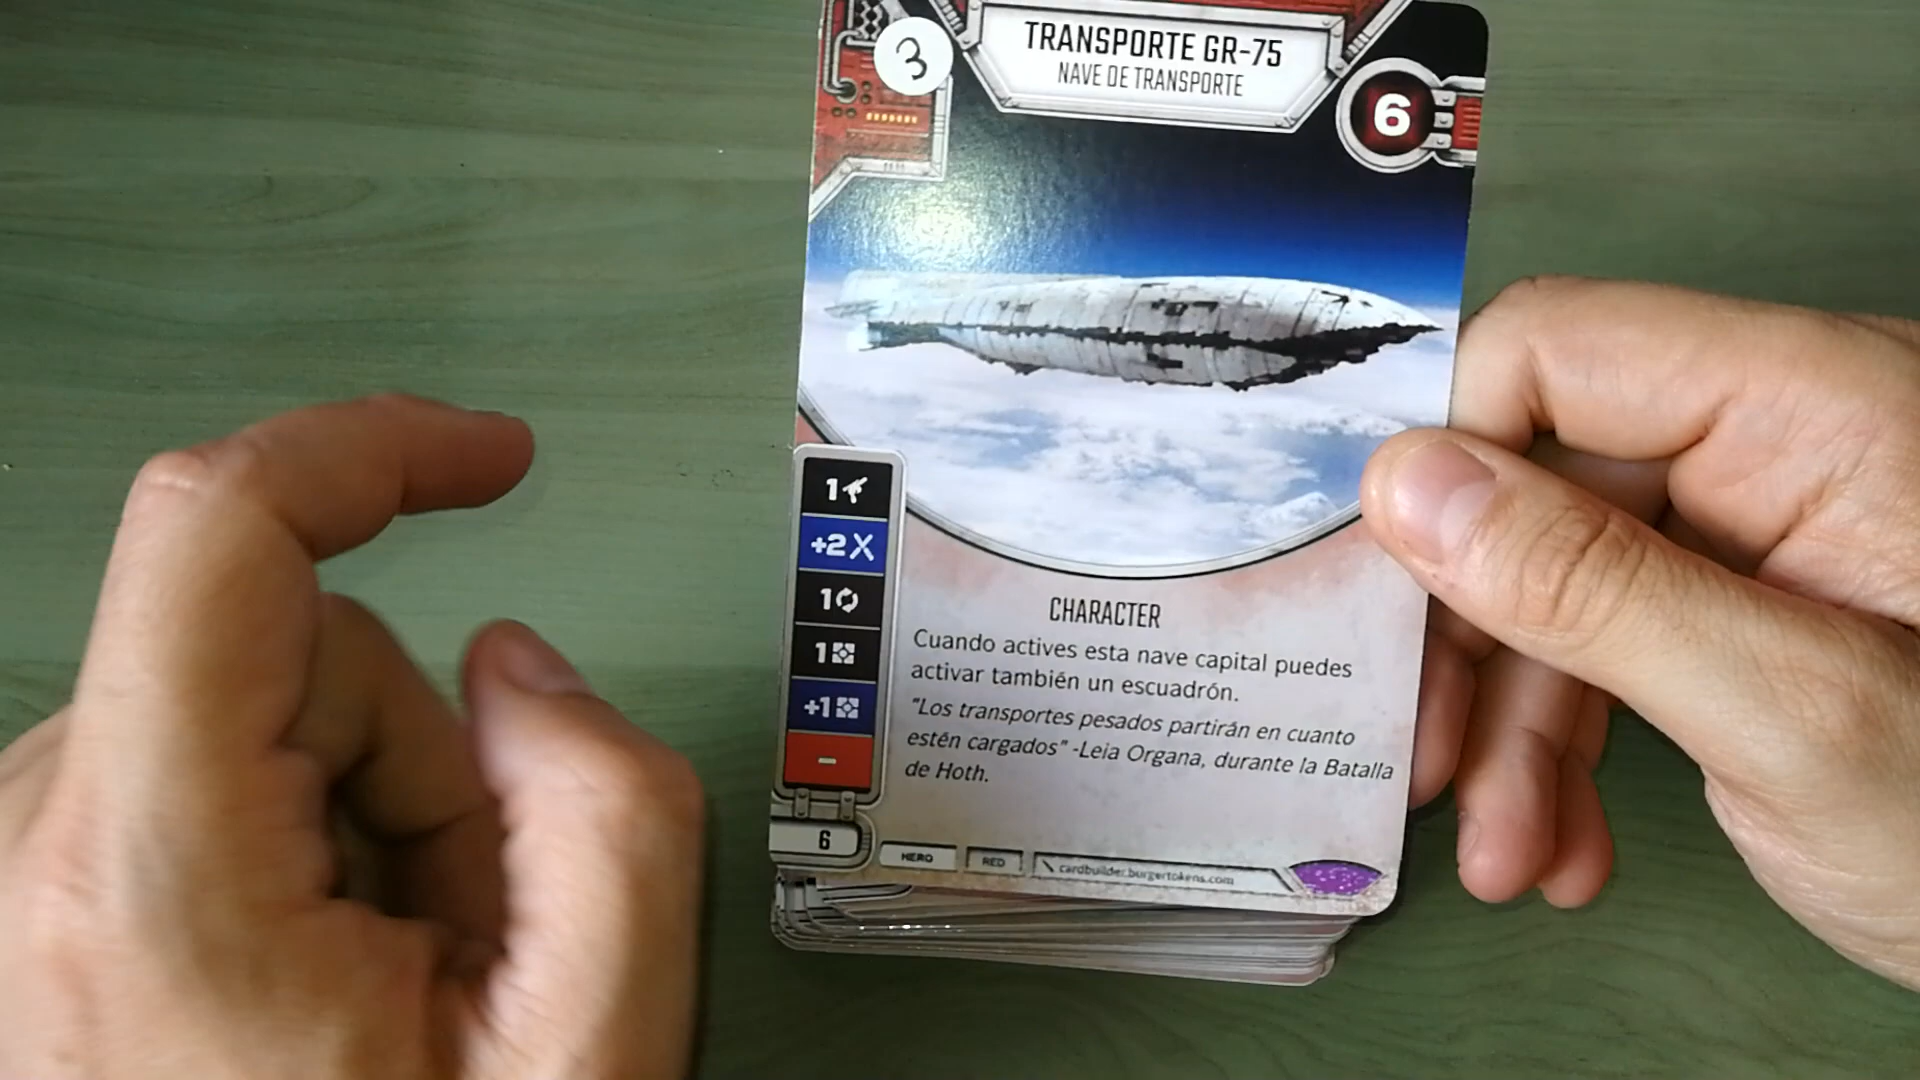 3
TRANSPORTE GR-75
NAVE DE TRANSPORTE
6
1
+2
1
1
+1
-
6
CHARACTER
Cuando actives esta nave capital puedes
activar también un escuadrón.
"Los transportes pesados partirán en cuanto
estén cargados" -Leia Organa, durante la Batalla
de Hoth.
HERO
RED
cardbuilder.burgertokens.com